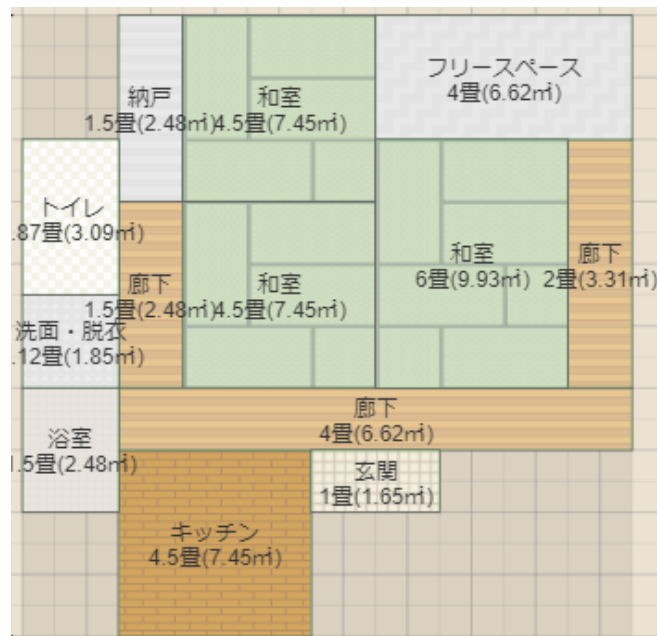 フリースペース
4畳(6.62㎡)
納戸
1.5畳(2.48㎡)
和室
4.5畳(7.45㎡)
トイレ
.87畳(3.09㎡)
廊下
1.5畳(2.48㎡)
和室
4.5畳(7.45㎡)
和室
6畳(9.93㎡)
廊下
2畳(3.31㎡)
洗面・脱衣
.12畳(1.85㎡)
廊下
4畳(6.62㎡)
浴室
1.5畳(2.48㎡)
玄関
1畳(1.65㎡)
キッチン
4.5畳(7.45㎡)